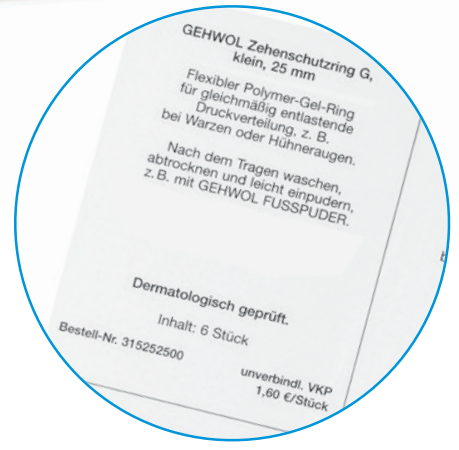 GEHWOL Zehenschutzring G,
klein, 25 mm
Flexibler Polymer-Gel-Ring
für gleichmäßig entlastende
Druckverteilung, z. B.
bei Warzen oder Hühneraugen.
Nach dem Tragen waschen,
abtrocknen und leicht einpudern,
z. B. mit GEHWOL FUSSPUDER.
Dermatologisch geprüft.
Inhalt: 6 Stück
Bestell-Nr. 315252500
unverbindl. VKP
1,60 €/Stück